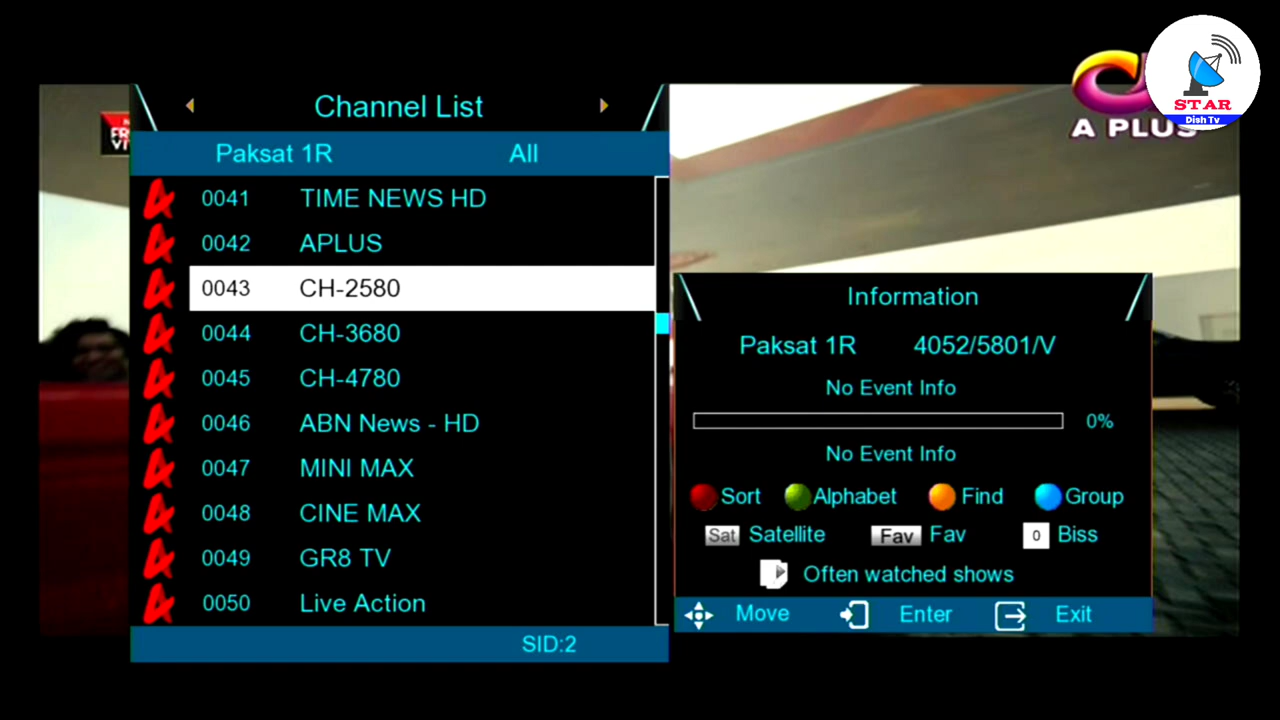 Channel List
Paksat 1R All
0041 TIME NEWS HD
0042 APLUS
0043 CH-2580
0044 CH-3680
0045 CH-4780
0046 ABN News - HD
0047 MINI MAX
0048 CINE MAX
0049 GR8 TV
0050 Live Action
SID:2
A PLUS
STAR
Dish Tv
Information
Paksat 1R 4052/5801/V
No Event Info
0%
No Event Info
Sort Alphabet Find Group
Sat Satellite Fav Fav 0 Biss
Often watched shows
Move Enter Exit